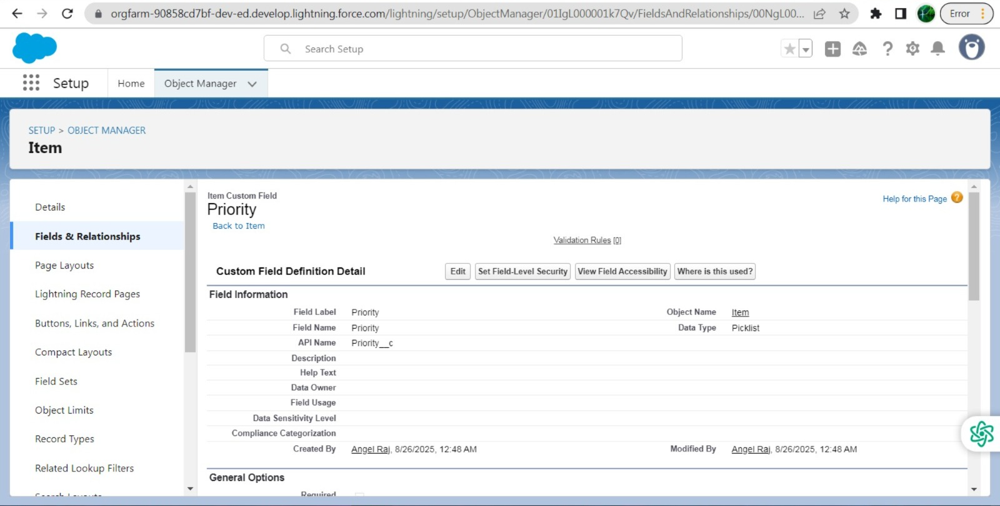 orgfarm-90858cd7bf-dev-ed.develop.lightning.force.com/lightning/setup/ObjectManager/01IgL000001k7Qv/FieldsAndRelationships/00NgL00...
Error
Search Setup
Setup
Home
Object Manager
SETUP > OBJECT MANAGER
Item
Details
Fields & Relationships
Page Layouts
Lightning Record Pages
Buttons, Links, and Actions
Compact Layouts
Field Sets
Object Limits
Record Types
Related Lookup Filters
Search Layouts
Item Custom Field
Priority
Back to Item
Help for this Page
Validation Rules [0]
Custom Field Definition Detail
Edit
Set Field-Level Security
View Field Accessibility
Where is this used?
Field Information
Field Label Priority Object Name Item
Field Name Priority Data Type Picklist
API Name Priority__c
Description
Help Text
Data Owner
Field Usage
Data Sensitivity Level
Compliance Categorization
Created By Angel Raj, 8/26/2025, 12:48 AM Modified By Angel Raj, 8/26/2025, 12:48 AM
General Options
Required